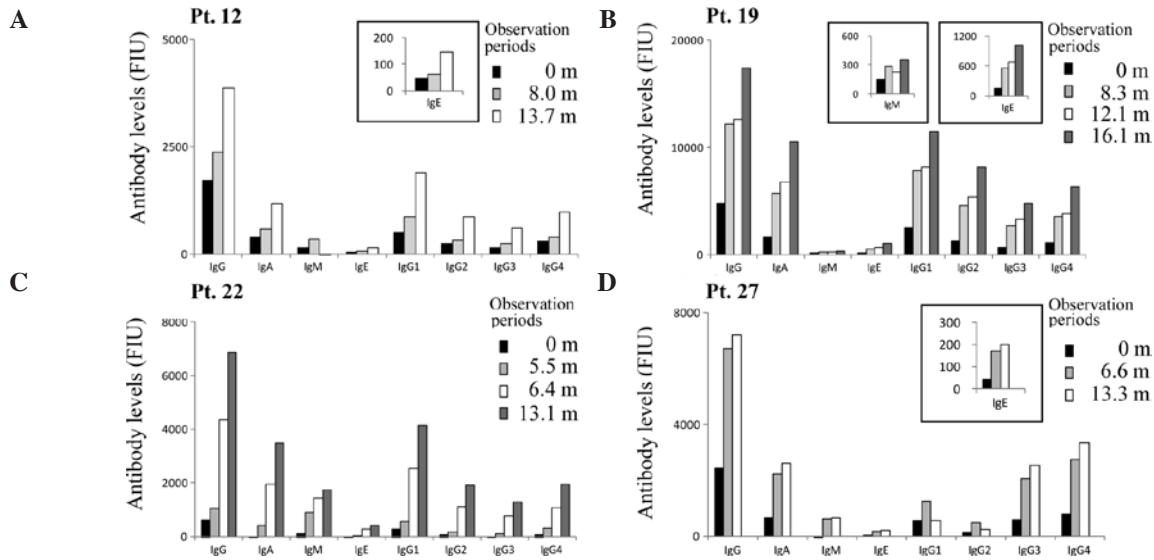 A
Pt. 12
Antibody levels (FIU)
5000
2500
0
IgG IgA IgM IgE IgG1 IgG2 IgG3 IgG4
200
100
0
IgE
Observation
periods
0 m
8.0 m
13.7 m
B
Pt. 19
Antibody levels (FIU)
20000
10000
0
IgG IgA IgM IgE IgG1 IgG2 IgG3 IgG4
600
300
0
IgM
1200
600
0
IgE
Observation
periods
0 m
8.3 m
12.1 m
16.1 m
C
Pt. 22
Antibody levels (FIU)
8000
6000
4000
2000
0
IgG IgA IgM IgE IgG1 IgG2 IgG3 IgG4
Observation
periods
0 m
5.5 m
6.4 m
13.1 m
D
Pt. 27
Antibody levels (FIU)
8000
4000
0
IgG IgA IgM IgE IgG1 IgG2 IgG3 IgG4
300
200
100
0
IgE
Observation
periods
0 m
6.6 m
13.3 m